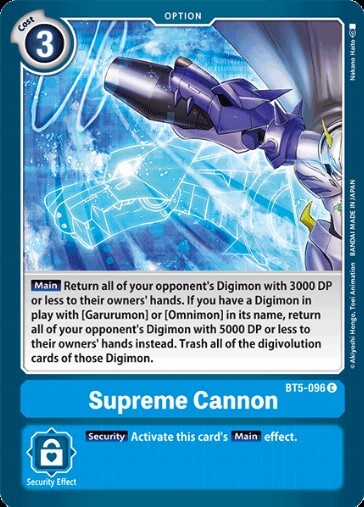 OPTION
Cost
3
Nakano Haito
Main Return all of your opponent's Digimon with 3000 DP
or less to their owners' hands. If you have a Digimon in
play with [Garurumon] or [Omnimon] in its name, return
all of your opponent's Digimon with 5000 DP or less to
their owners' hands instead. Trash all of the digivolution
cards of those Digimon.
©Akiyoshi Hongo, Toei Animation BANDAI MADE IN JAPAN
BT5-096 C
Supreme Cannon
Security Activate this card's Main effect.
Security Effect